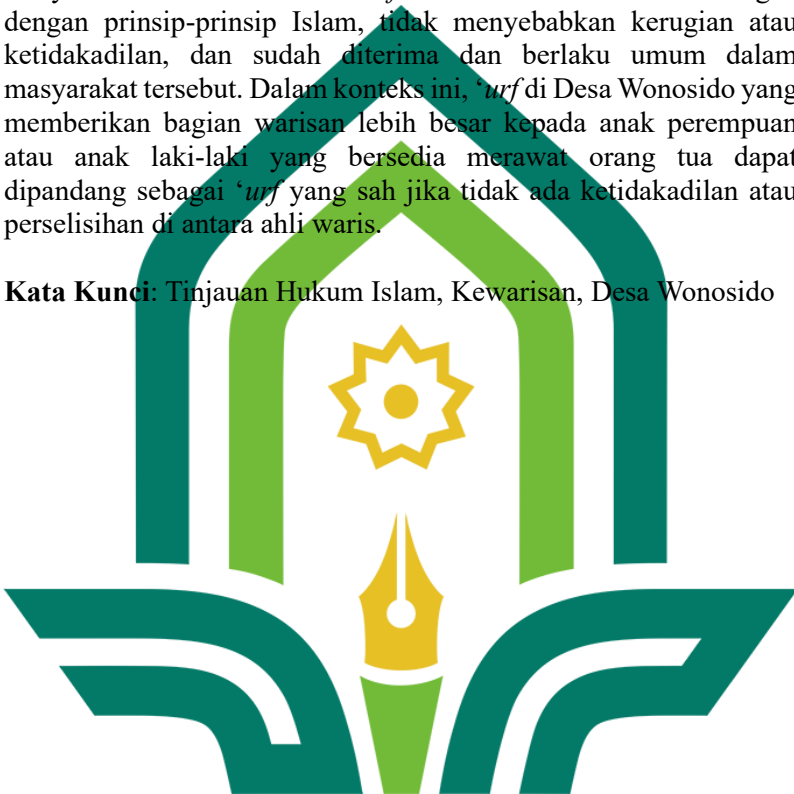 dengan prinsip-prinsip Islam, tidak menyebabkan kerugian atau
ketidakadilan, dan sudah diterima dan berlaku umum dalam
masyarakat tersebut. Dalam konteks ini, ‘urf di Desa Wonosido yang
memberikan bagian warisan lebih besar kepada anak perempuan
atau anak laki-laki yang bersedia merawat orang tua dapat
dipandang sebagai ‘urf yang sah jika tidak ada ketidakadilan atau
perselisihan di antara ahli waris.
Kata Kunci: Tinjauan Hukum Islam, Kewarisan, Desa Wonosido